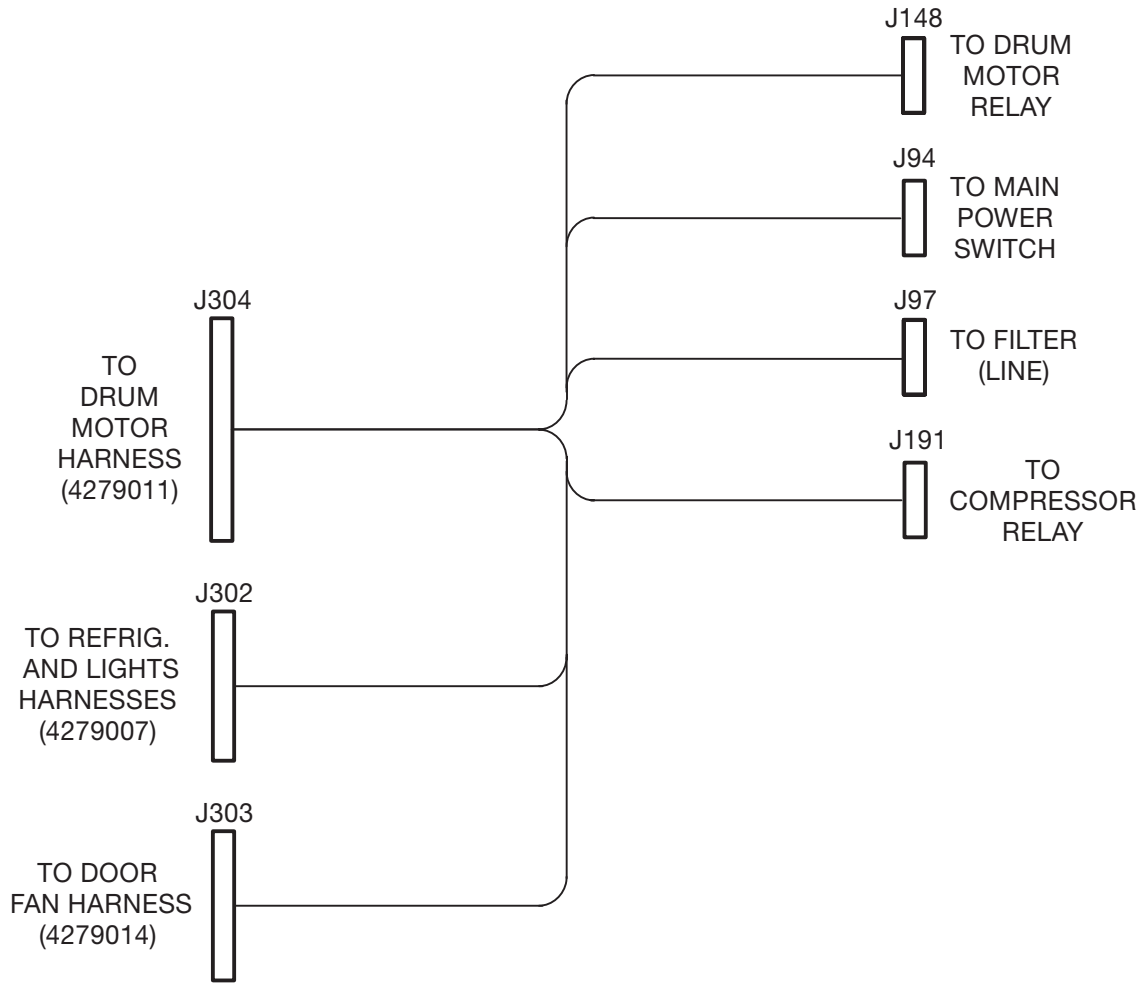 J148
TO DRUM
MOTOR
RELAY
J94
TO MAIN
POWER
SWITCH
J97
TO FILTER
(LINE)
J191
TO
COMPRESSOR
RELAY
J304
TO
DRUM
MOTOR
HARNESS
(4279011)
J302
TO REFRIG.
AND LIGHTS
HARNESSES
(4279007)
J303
TO DOOR
FAN HARNESS
(4279014)